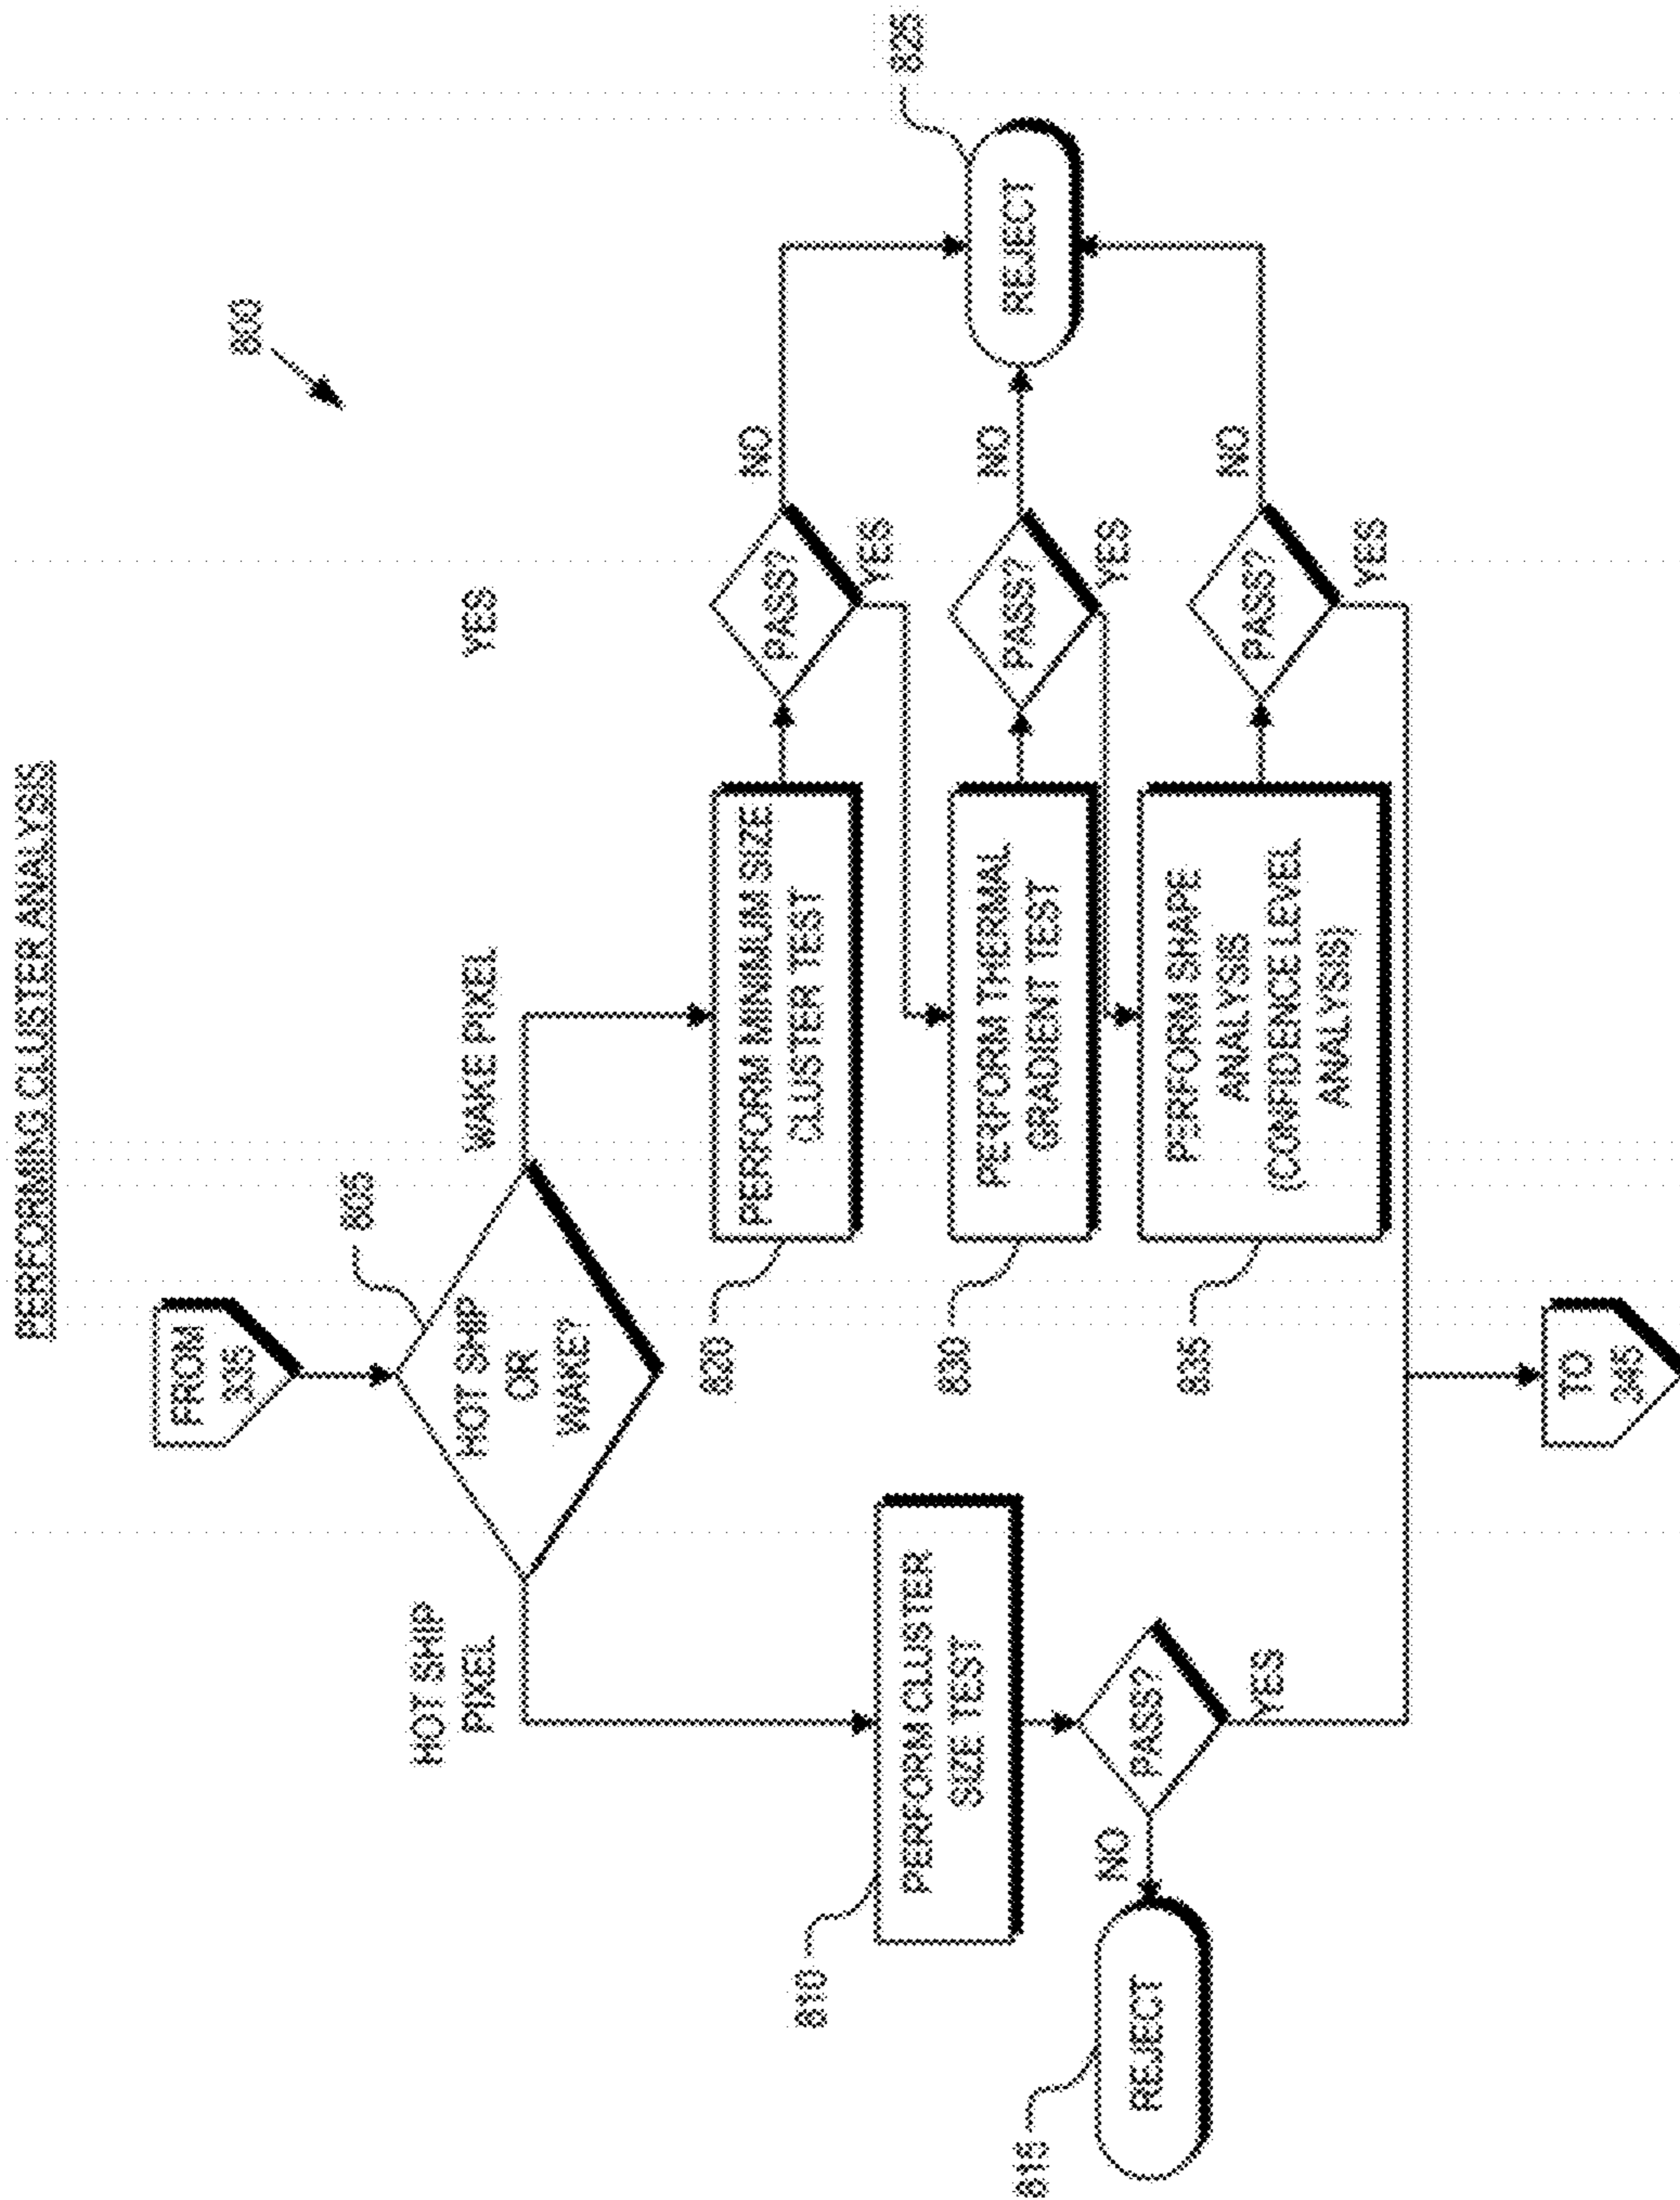 PERFORMING CLUSTER ANALYSIS
800
FROM
335
805
HOT SHIP
OR
WAKE?
HOT SHIP
PIXEL
WAKE PIXEL
YES
810
PERFORM CLUSTER
SIZE TEST
PASS?
NO
YES
815
REJECT
820
PERFORM MINIMUM SIZE
CLUSTER TEST
PASS?
NO
YES
825
REJECT
830
PERFORM THERMAL
GRADIENT TEST
PASS?
NO
YES
835
PERFORM SHAPE
ANALYSIS
(CONFIDENCE LEVEL
ANALYSIS)
PASS?
NO
YES
TO
345